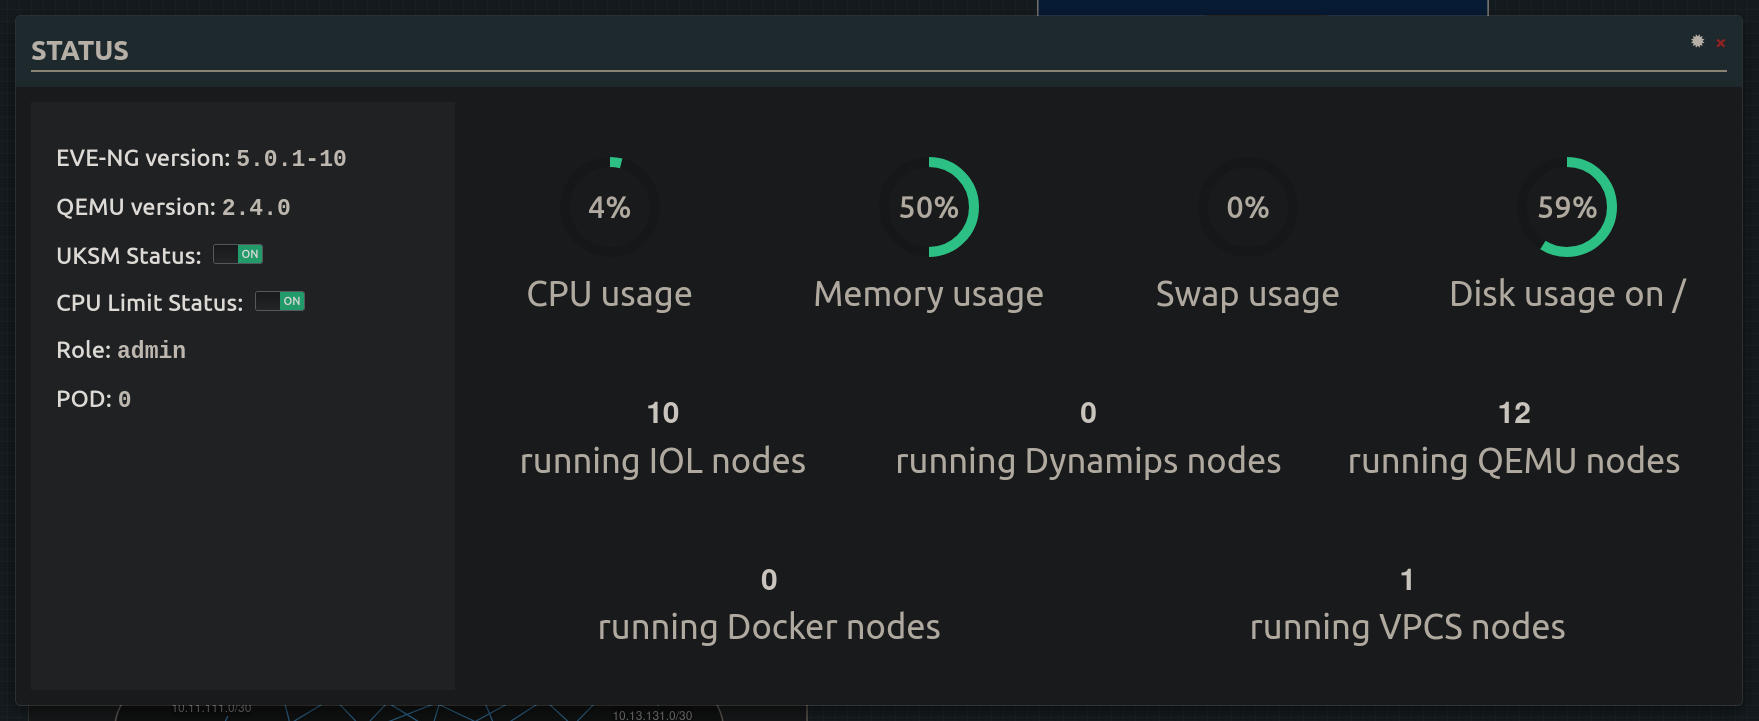 STATUS
EVE-NG version: 5.0.1-10
QEMU version: 2.4.0
UKSM Status: ON
CPU Limit Status: ON
Role: admin
POD: 0
4%
CPU usage
50%
Memory usage
0%
Swap usage
59%
Disk usage on /
10
running IOL nodes
0
running Dynamips nodes
12
running QEMU nodes
0
running Docker nodes
1
running VPCS nodes
10.11.111.0/30
10.13.131.0/30